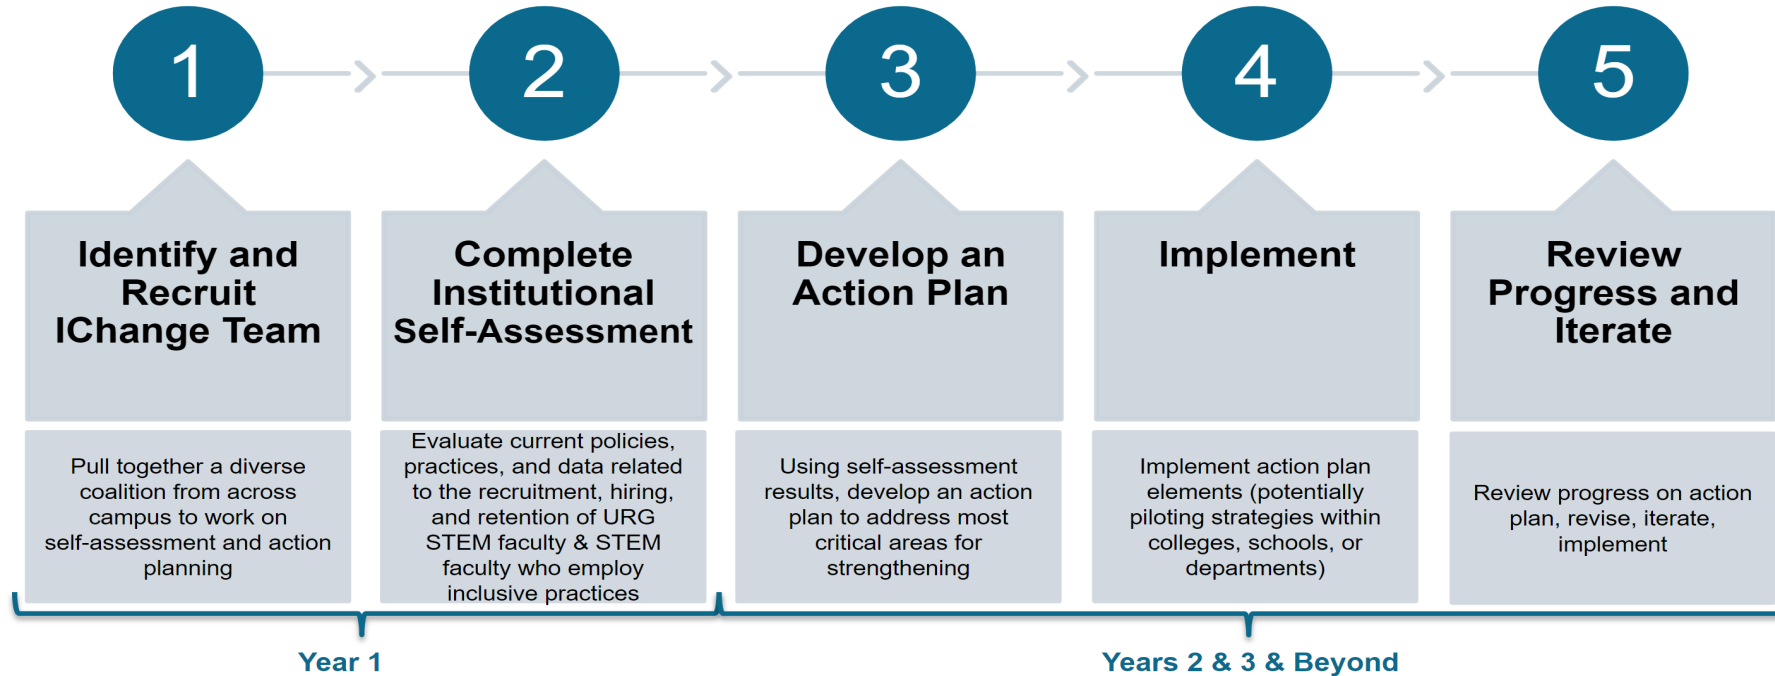 1
2
3
4
5
Identify and
Recruit
IChange Team
Complete
Institutional
Self-Assessment
Develop an
Action Plan
Implement
Review
Progress and
Iterate
Pull together a diverse
coalition from across
campus to work on
self-assessment and action
planning
Evaluate current policies,
practices, and data related
to the recruitment, hiring,
and retention of URG
STEM faculty & STEM
faculty who employ
inclusive practices
Using self-assessment
results, develop an action
plan to address most
critical areas for
strengthening
Implement action plan
elements (potentially
piloting strategies within
colleges, schools, or
departments)
Review progress on action
plan, revise, iterate,
implement
Year 1
Years 2 & 3 & Beyond